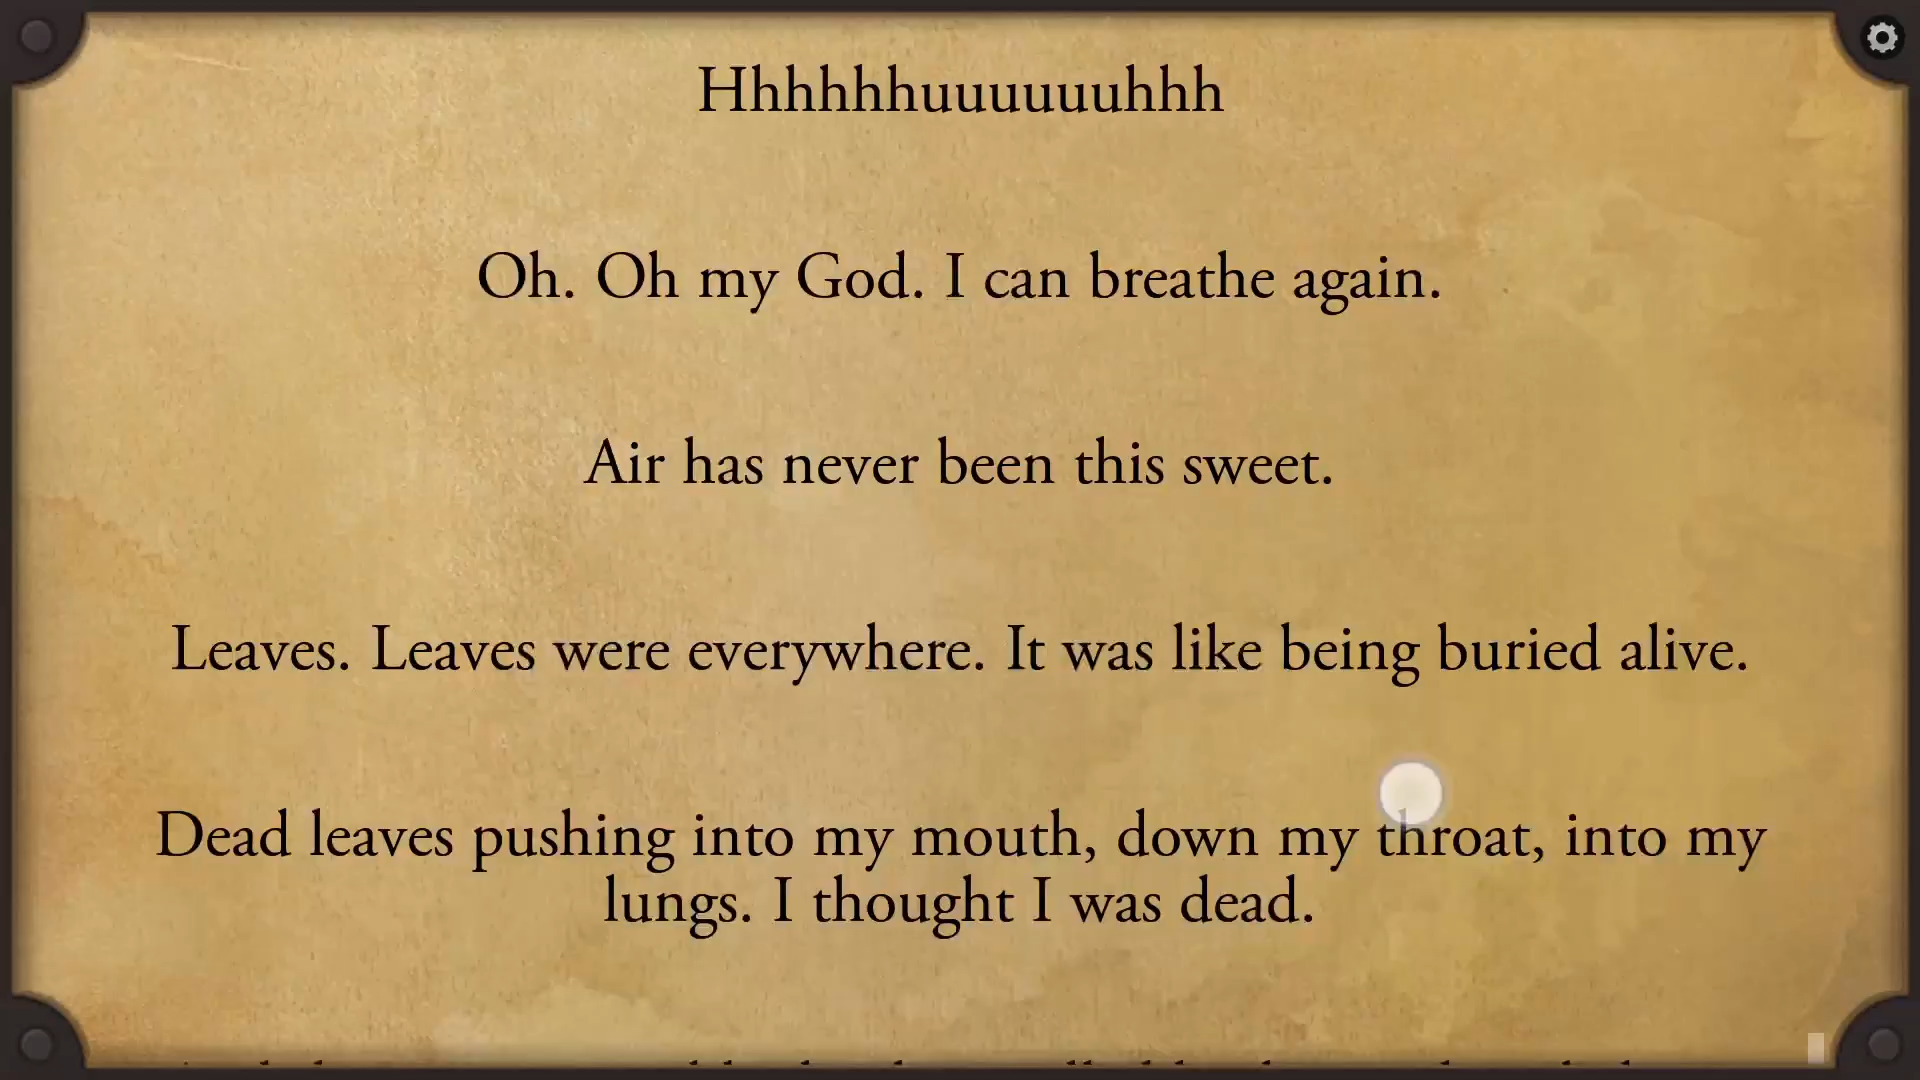 Hhhhhhuuuuuuhhh
Oh. Oh my God. I can breathe again.
Air has never been this sweet.
Leaves. Leaves were everywhere. It was like being buried alive.
Dead leaves pushing into my mouth, down my throat, into my
lungs. I thought I was dead.